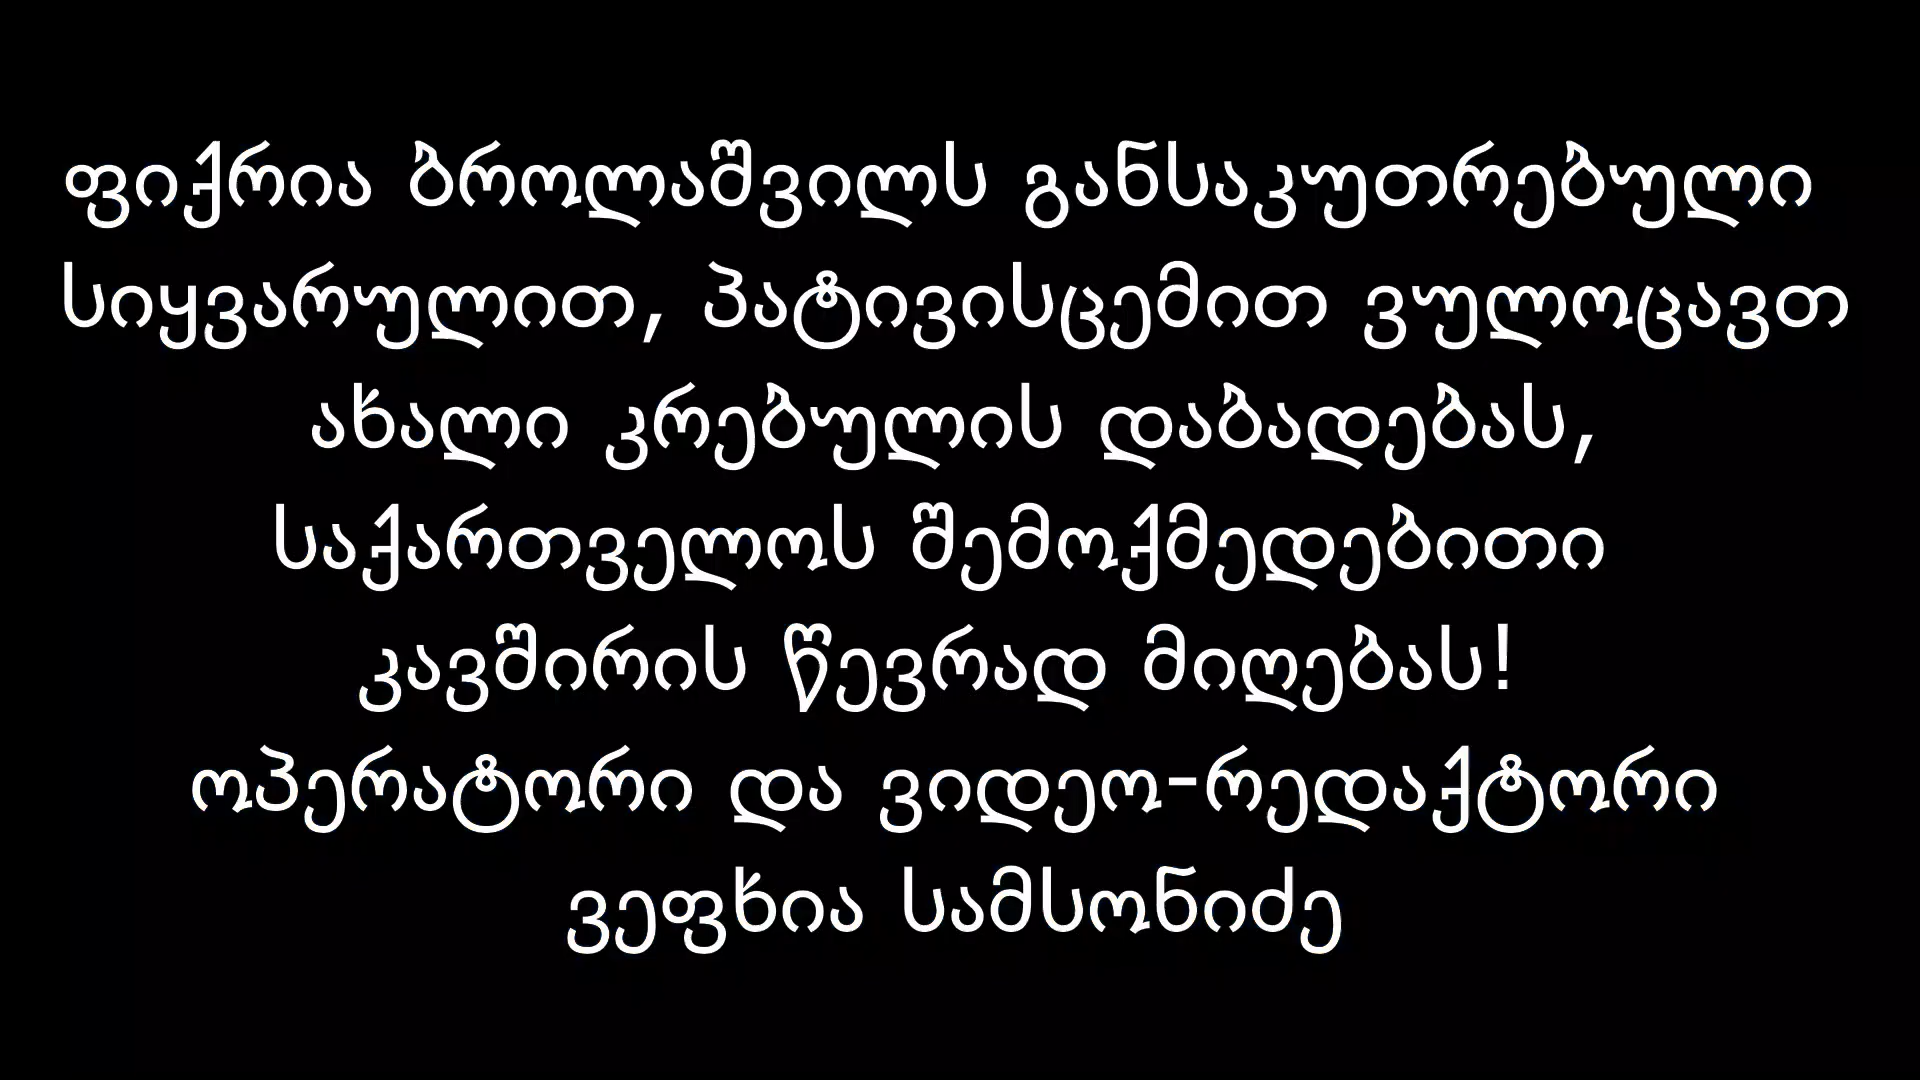 ფიქრია ბროლაშვილს განსაკუთრებული
სიყვარულით, პატივისცემით ვულოცავთ
ახალი კრებულის დაბადებას,
საქართველოს შემოქმედებითი
კავშირის წევრად მიღებას!
ოპერატორი და ვიდეო-რედაქტორი
ვეფხია სამსონიძე